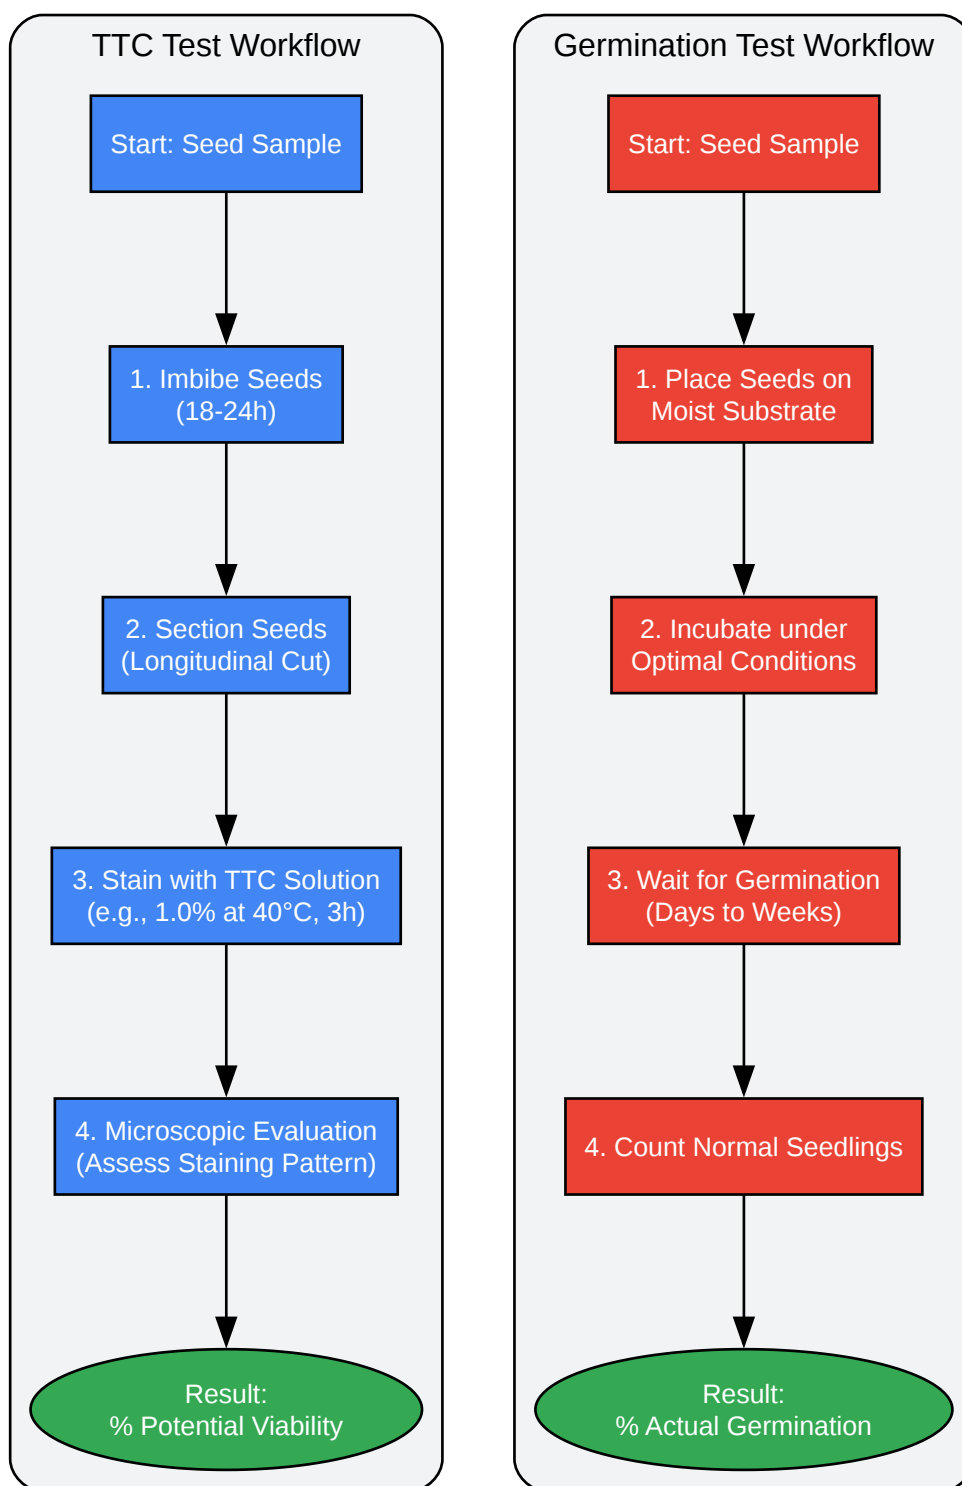 TTC Test Workflow
Start: Seed Sample
1. Imbibe Seeds
(18-24h)
2. Section Seeds
(Longitudinal Cut)
3. Stain with TTC Solution
(e.g., 1.0% at 40°C, 3h)
4. Microscopic Evaluation
(Assess Staining Pattern)
Result:
% Potential Viability
Germination Test Workflow
Start: Seed Sample
1. Place Seeds on
Moist Substrate
2. Incubate under
Optimal Conditions
3. Wait for Germination
(Days to Weeks)
4. Count Normal Seedlings
Result:
% Actual Germination